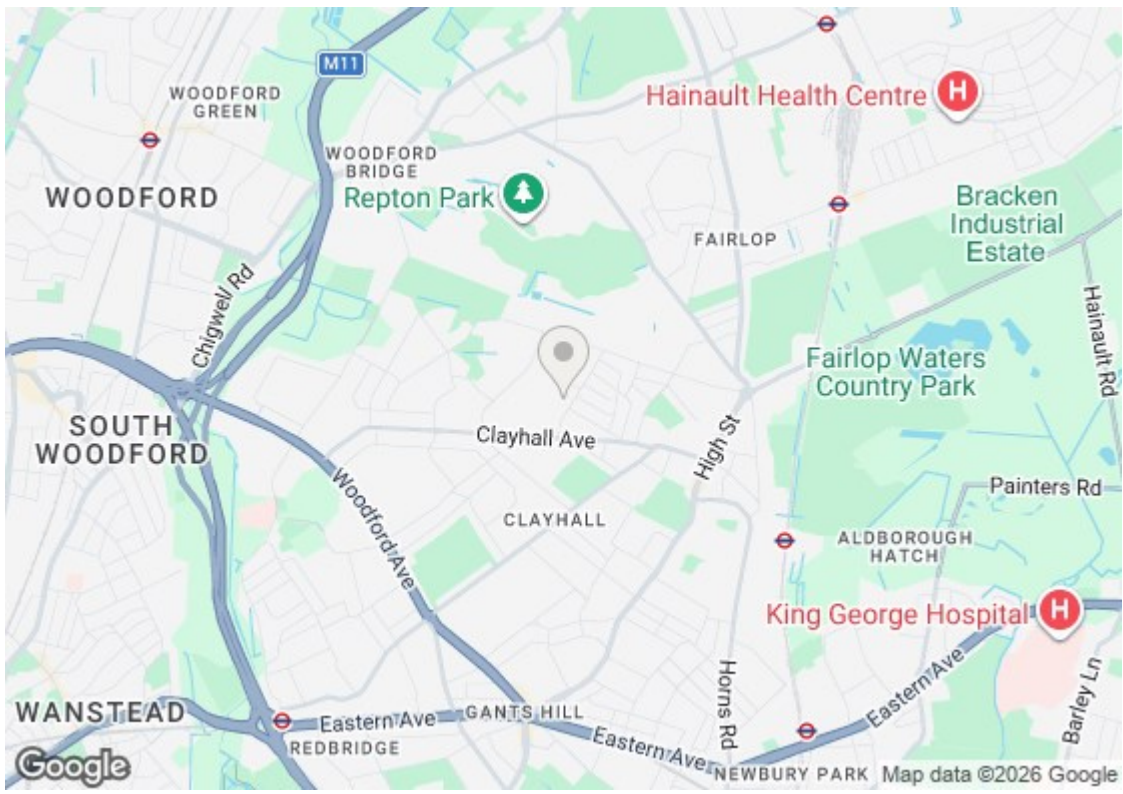 M11
WOODFORD
GREEN
Hainault Health Centre
H
WOODFORD
BRIDGE
WOODFORD
Repton Park
Bracken
Industrial
Estate
FAIRLOP
Chigwell Rd
Hainault Rd
Fairlop Waters
Country Park
SOUTH
WOODFORD
Clayhall Ave
High St
Woodford Ave
Painters Rd
CLAYHALL
ALDBOROUGH
HATCH
King George Hospital
H
Horns Rd
Eastern Ave
Barley Ln
WANSTEAD
Eastern Ave
GANTS HILL
REDBRIDGE
Eastern Ave
NEWBURY PARK
Google
Map data ©2026 Google